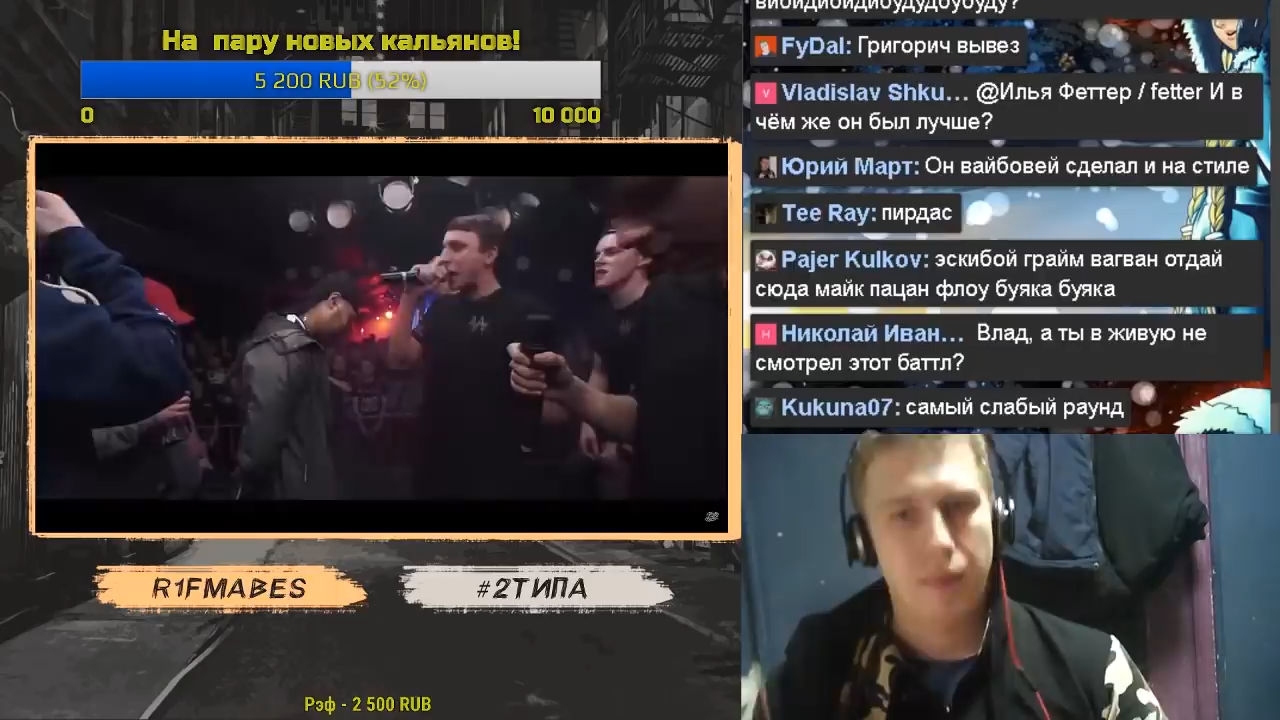 На пару новых кальянов!
5 200 RUB (52%)
0
10 000
R1FMABES
#2ТИПА
Рэф - 2 500 RUB
вибидибидибудудбубуду?
FyDal: Григорич вывез
Vladislav Shku... @Илья Феттер / fetter И в
чём же он был лучше?
Юрий Март: Он вайбовей сделал и на стиле
Tee Ray: пирдас
Pajer Kulkov: эскибой грайм вагван отдай
сюда майк пацан флоу буяка буяка
Николай Иван... Влад, а ты в живую не
смотрел этот баттл?
Kukuna07: самый слабый раунд